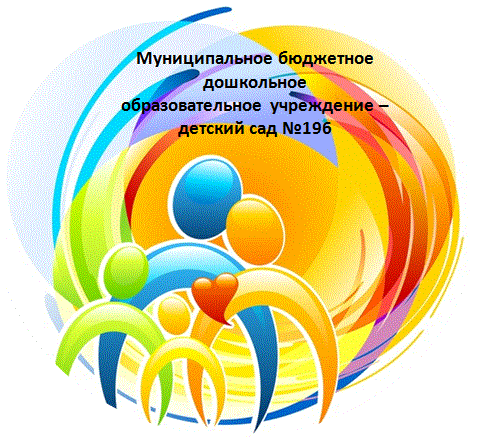 Муниципальное бюджетное
дошкольное
образовательное учреждение –
детский сад №196